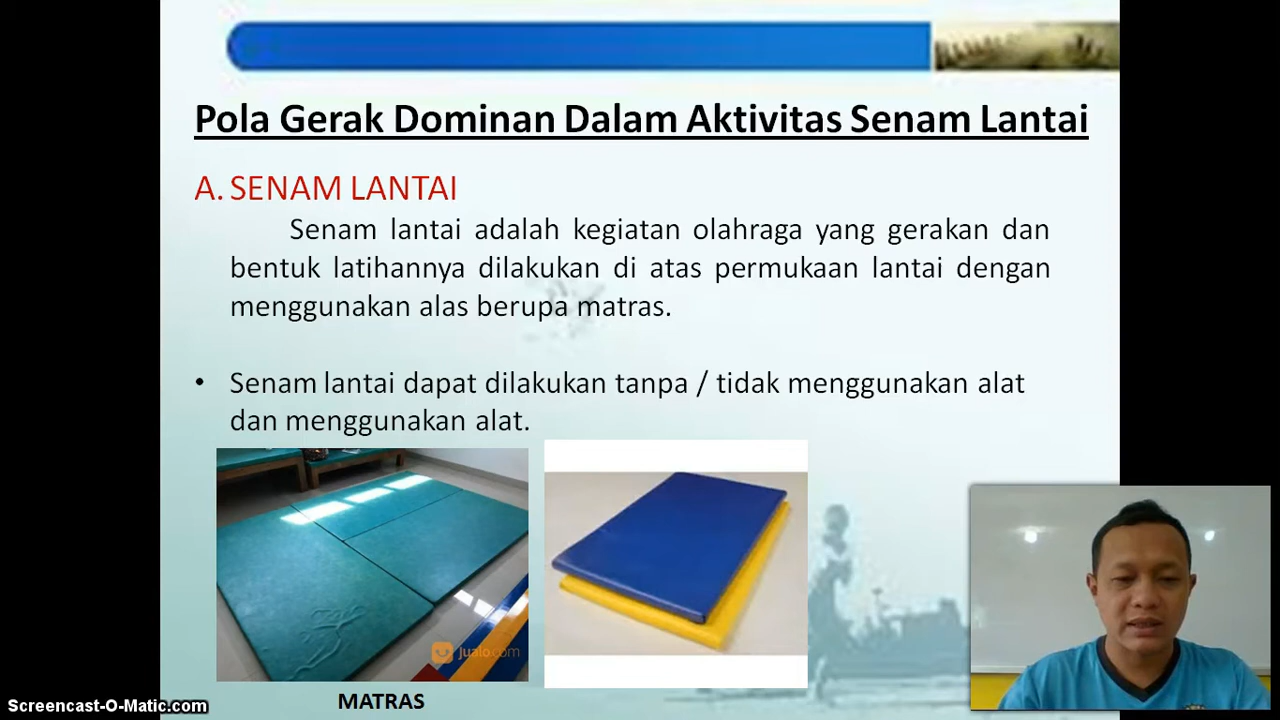 Pola Gerak Dominan Dalam Aktivitas Senam Lantai
A. SENAM LANTAI
Senam lantai adalah kegiatan olahraga yang gerakan dan
bentuk latihannya dilakukan di atas permukaan lantai dengan
menggunakan alas berupa matras.
• Senam lantai dapat dilakukan tanpa / tidak menggunakan alat
dan menggunakan alat.
Jualo.com
MATRAS
Screencast-O-Matic.com